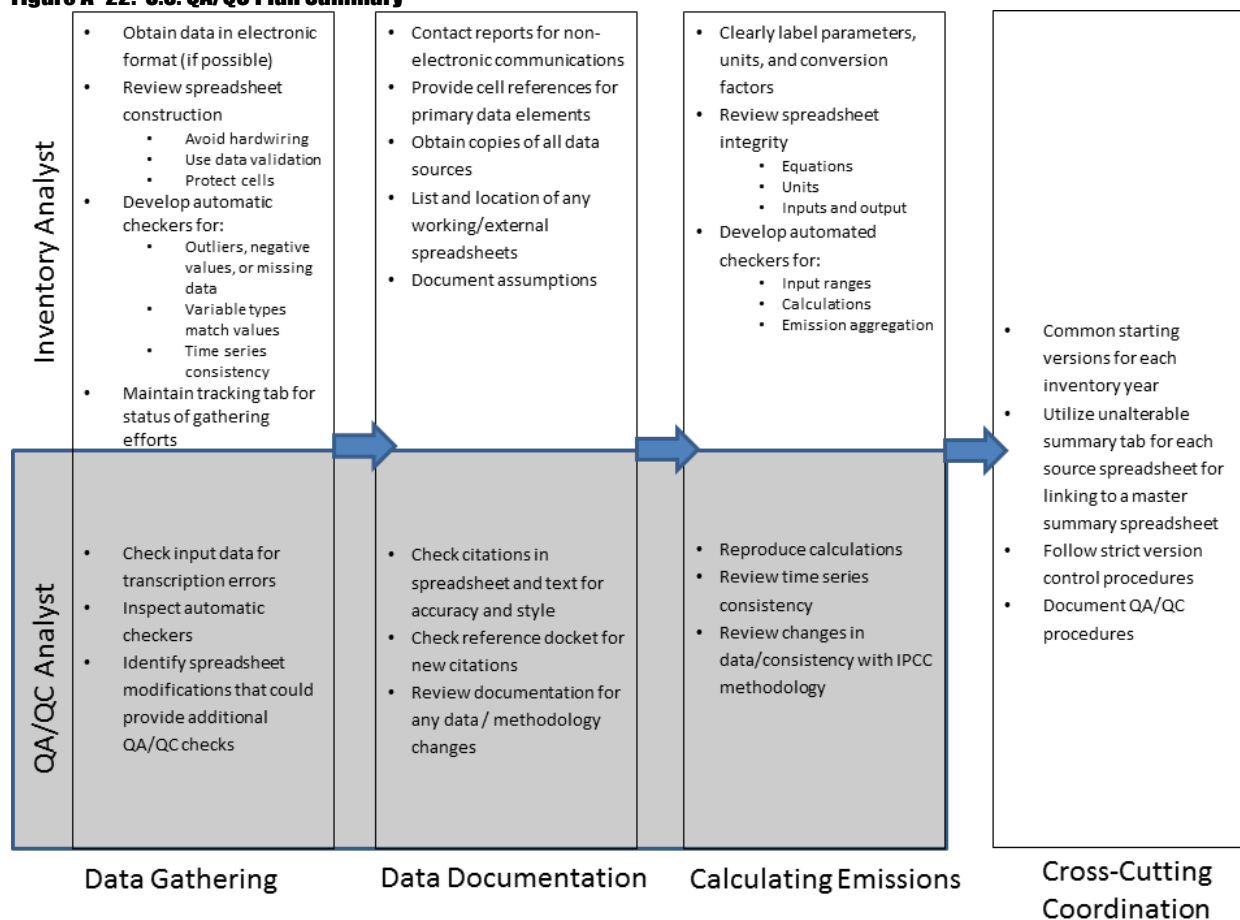 Figure A-22: U.S. QA/QC Plan Summary
Inventory Analyst
• Obtain data in electronic
format (if possible)
• Review spreadsheet
construction
• Avoid hardwiring
• Use data validation
• Protect cells
• Develop automatic
checkers for:
• Outliers, negative
values, or missing
data
• Variable types
match values
• Time series
consistency
• Maintain tracking tab for
status of gathering
efforts
• Contact reports for non-
electronic communications
• Provide cell references for
primary data elements
• Obtain copies of all data
sources
• List and location of any
working/external
spreadsheets
• Document assumptions
• Clearly label parameters,
units, and conversion
factors
• Review spreadsheet
integrity
• Equations
• Units
• Inputs and output
• Develop automated
checkers for:
• Input ranges
• Calculations
• Emission aggregation
• Common starting
versions for each
inventory year
• Utilize unalterable
summary tab for each
source spreadsheet for
linking to a master
summary spreadsheet
• Follow strict version
control procedures
• Document QA/QC
procedures
QA/QC Analyst
• Check input data for
transcription errors
• Inspect automatic
checkers
• Identify spreadsheet
modifications that could
provide additional
QA/QC checks
• Check citations in
spreadsheet and text for
accuracy and style
• Check reference docket for
new citations
• Review documentation for
any data / methodology
changes
• Reproduce calculations
• Review time series
consistency
• Review changes in
data/consistency with IPCC
methodology
Data Gathering
Data Documentation
Calculating Emissions
Cross-Cutting
Coordination